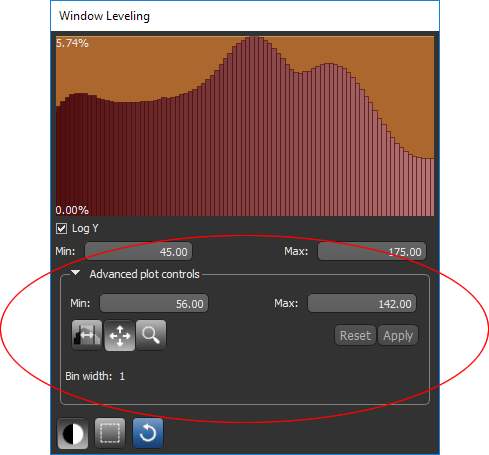 Window Leveling
5.74%
0.00%
Log Y
Min: 45.00 Max: 175.00
Advanced plot controls
Min: 56.00 Max: 142.00
Reset Apply
Bin width: 1